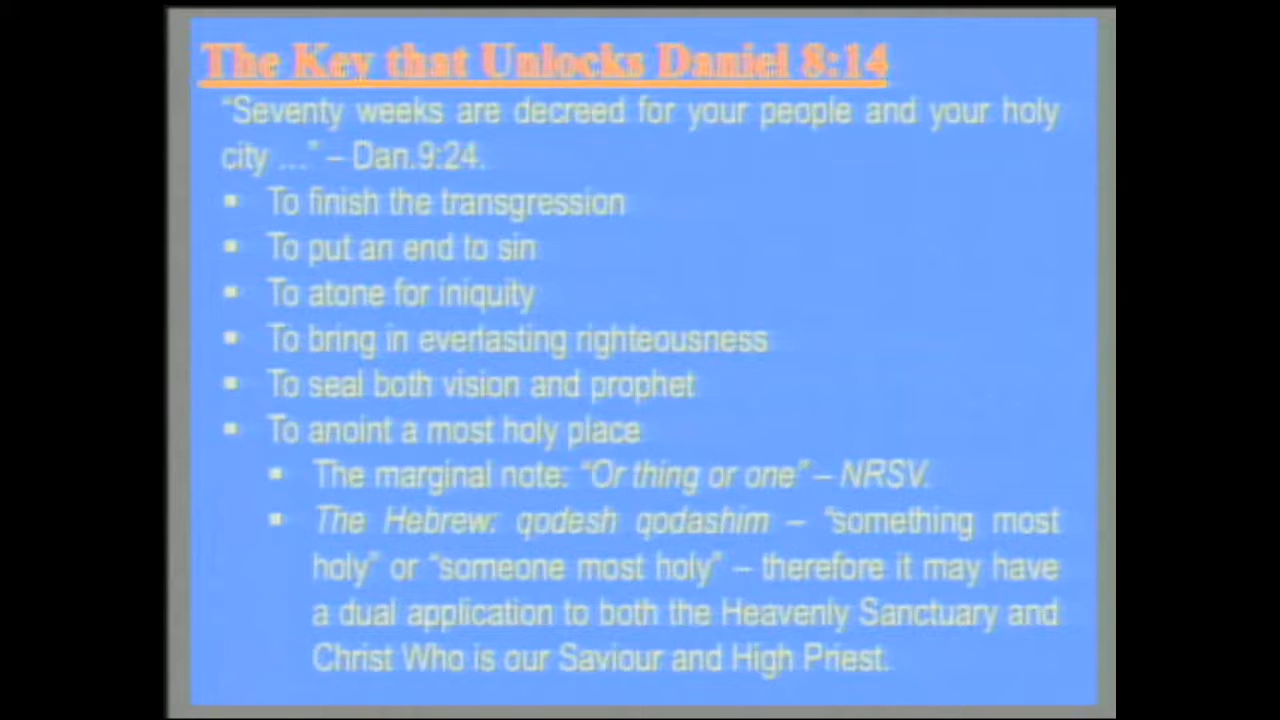 The Key that Unlocks Daniel 8:14
"Seventy weeks are decreed for your people and your holy
city ..." – Dan.9:24.
▪ To finish the transgression
▪ To put an end to sin
▪ To atone for iniquity
▪ To bring in everlasting righteousness
▪ To seal both vision and prophet
▪ To anoint a most holy place
▪ The marginal note: "Or thing or one" – NRSV.
▪ The Hebrew: qodesh qodashim – "something most
holy" or "someone most holy" – therefore it may have
a dual application to both the Heavenly Sanctuary and
Christ Who is our Saviour and High Priest.